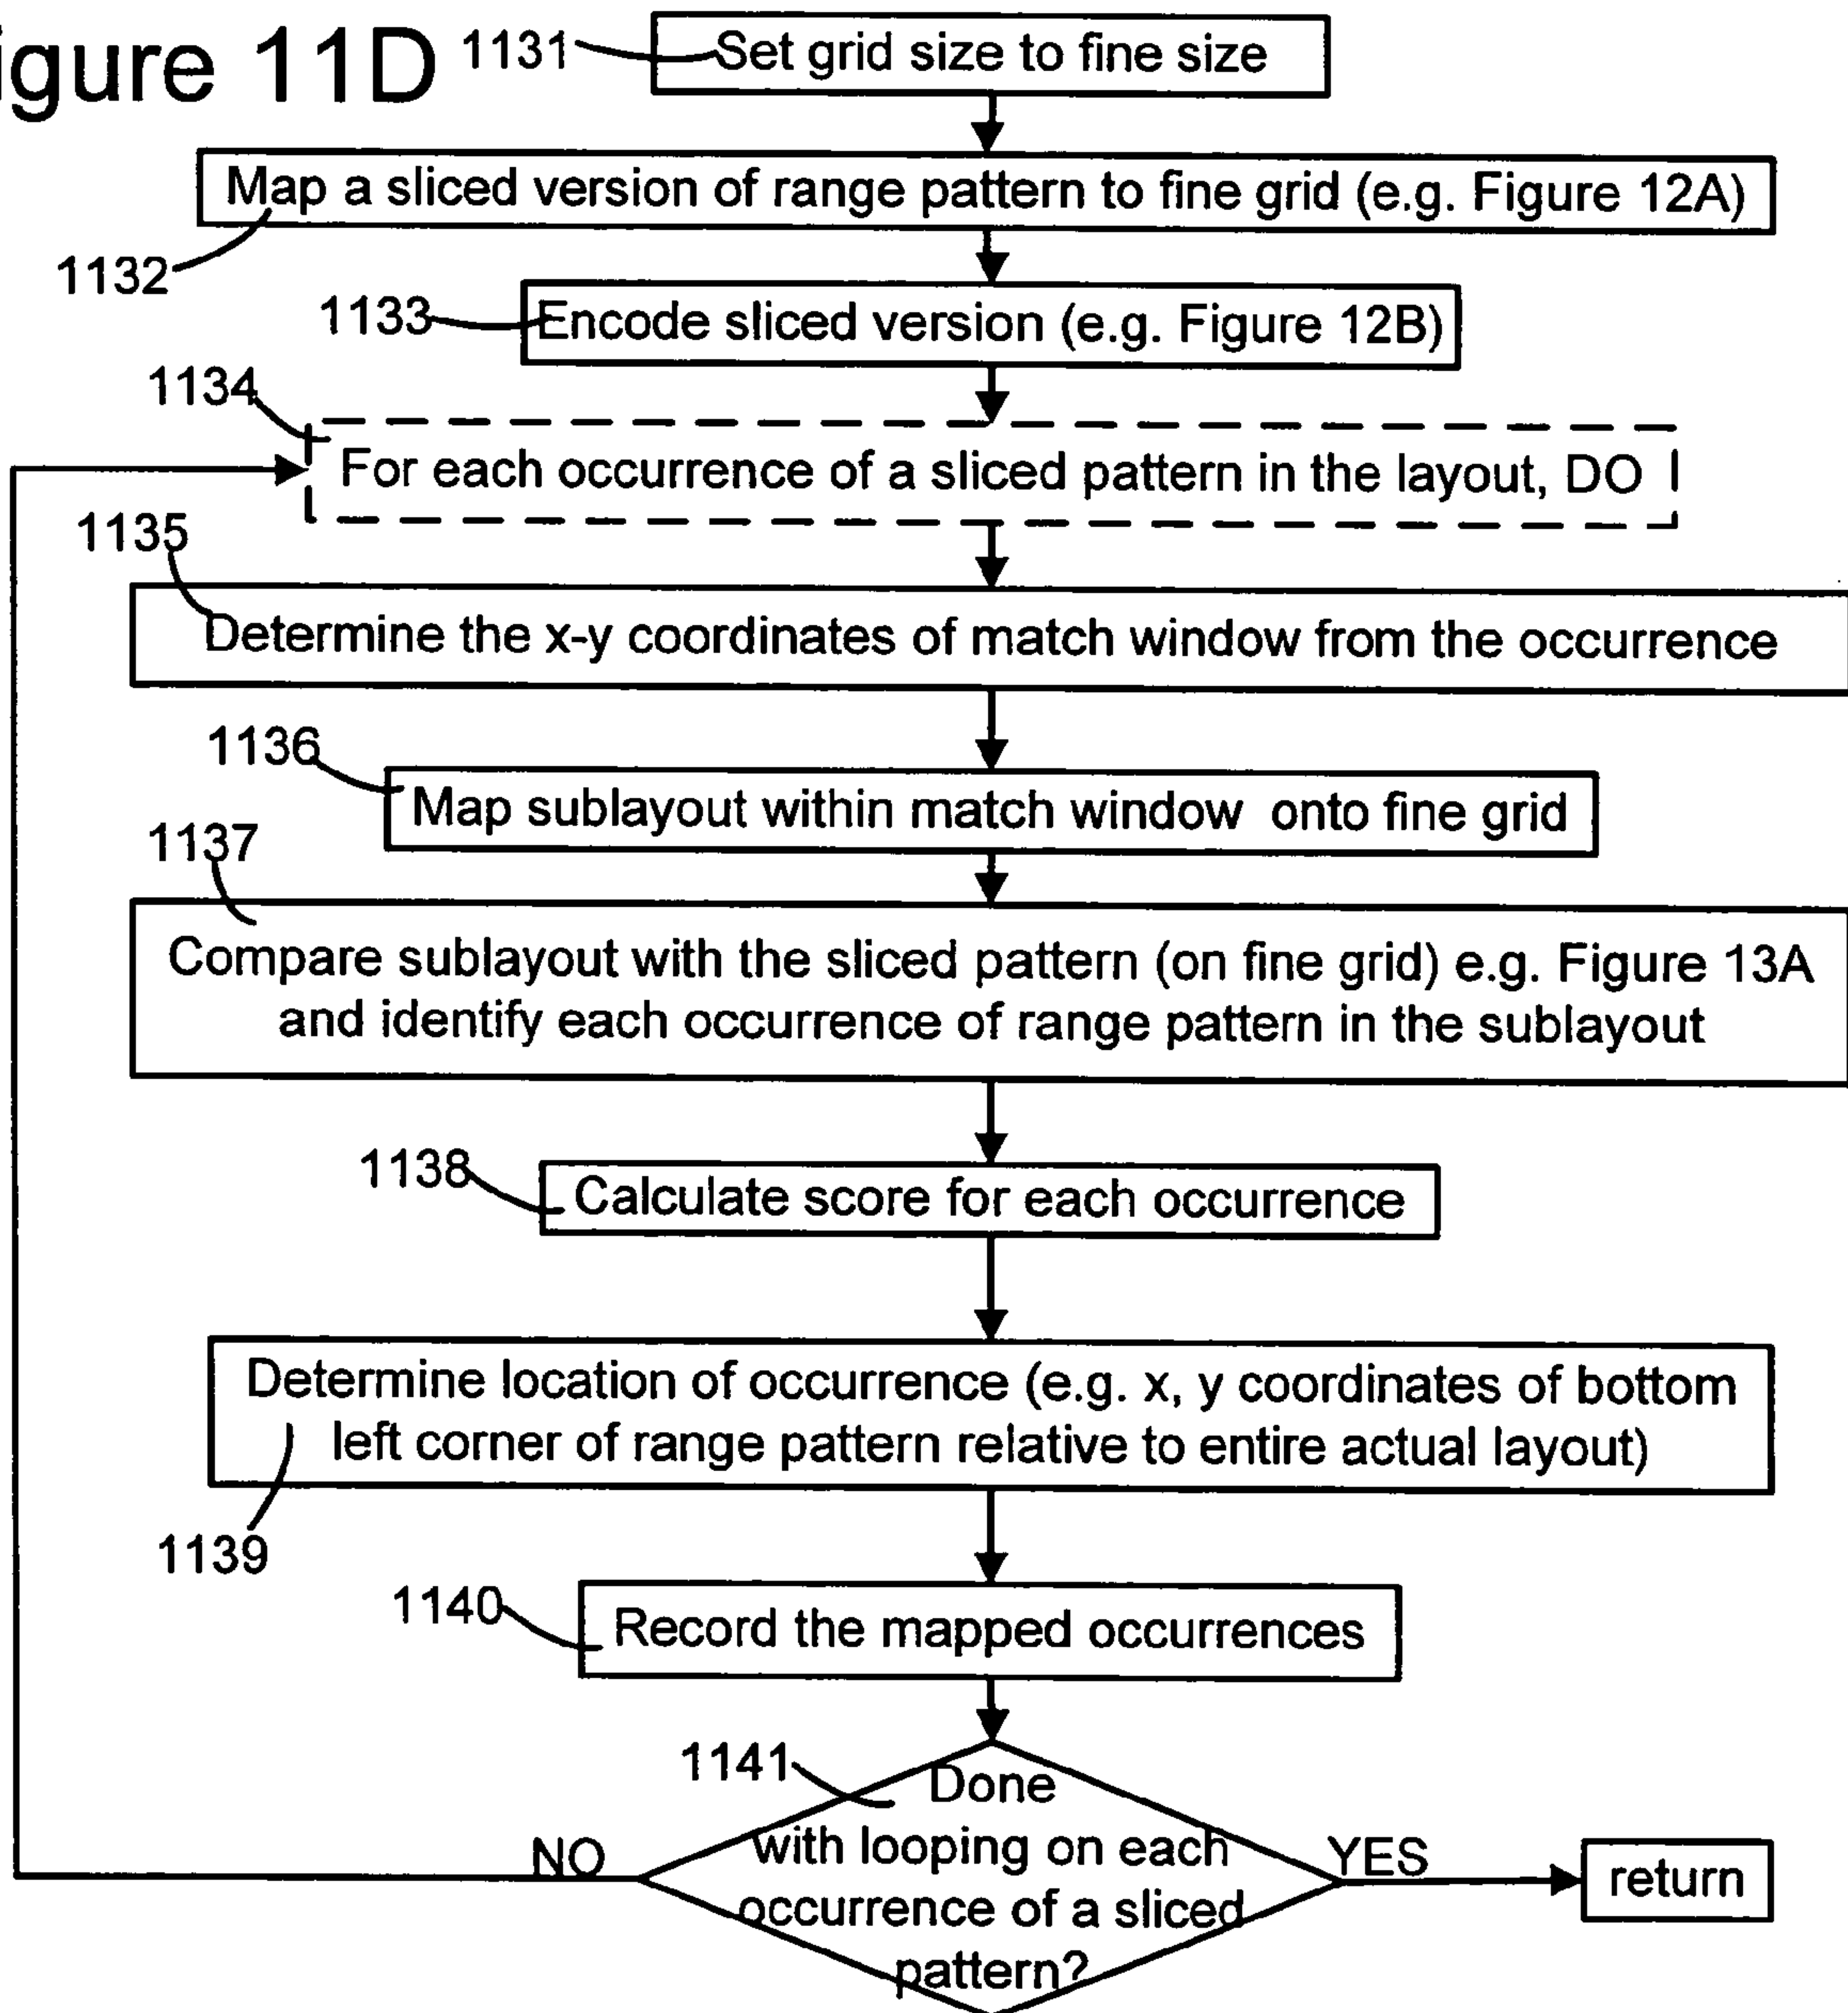 igure 11D
1131
Set grid size to fine size
Map a sliced version of range pattern to fine grid (e.g. Figure 12A)
1132
1133
Encode sliced version (e.g. Figure 12B)
1134
For each occurrence of a sliced pattern in the layout, DO
1135
Determine the x-y coordinates of match window from the occurrence
1136
Map sublayout within match window onto fine grid
1137
Compare sublayout with the sliced pattern (on fine grid) e.g. Figure 13A
and identify each occurrence of range pattern in the sublayout
1138
Calculate score for each occurrence
Determine location of occurrence (e.g. x, y coordinates of bottom
left corner of range pattern relative to entire actual layout)
1139
1140
Record the mapped occurrences
1141
Done
with looping on each
occurrence of a sliced
pattern?
NO
YES
return